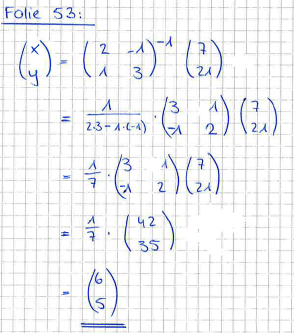 Folie 53:
(x y) = (2 -1 1 3)^-1 (7 21)
= 1/(2·3-1·(-1)) · (3 1 -1 2) (7 21)
= 1/7 · (3 1 -1 2) (7 21)
= 1/7 · (42 35)
= (6 5)